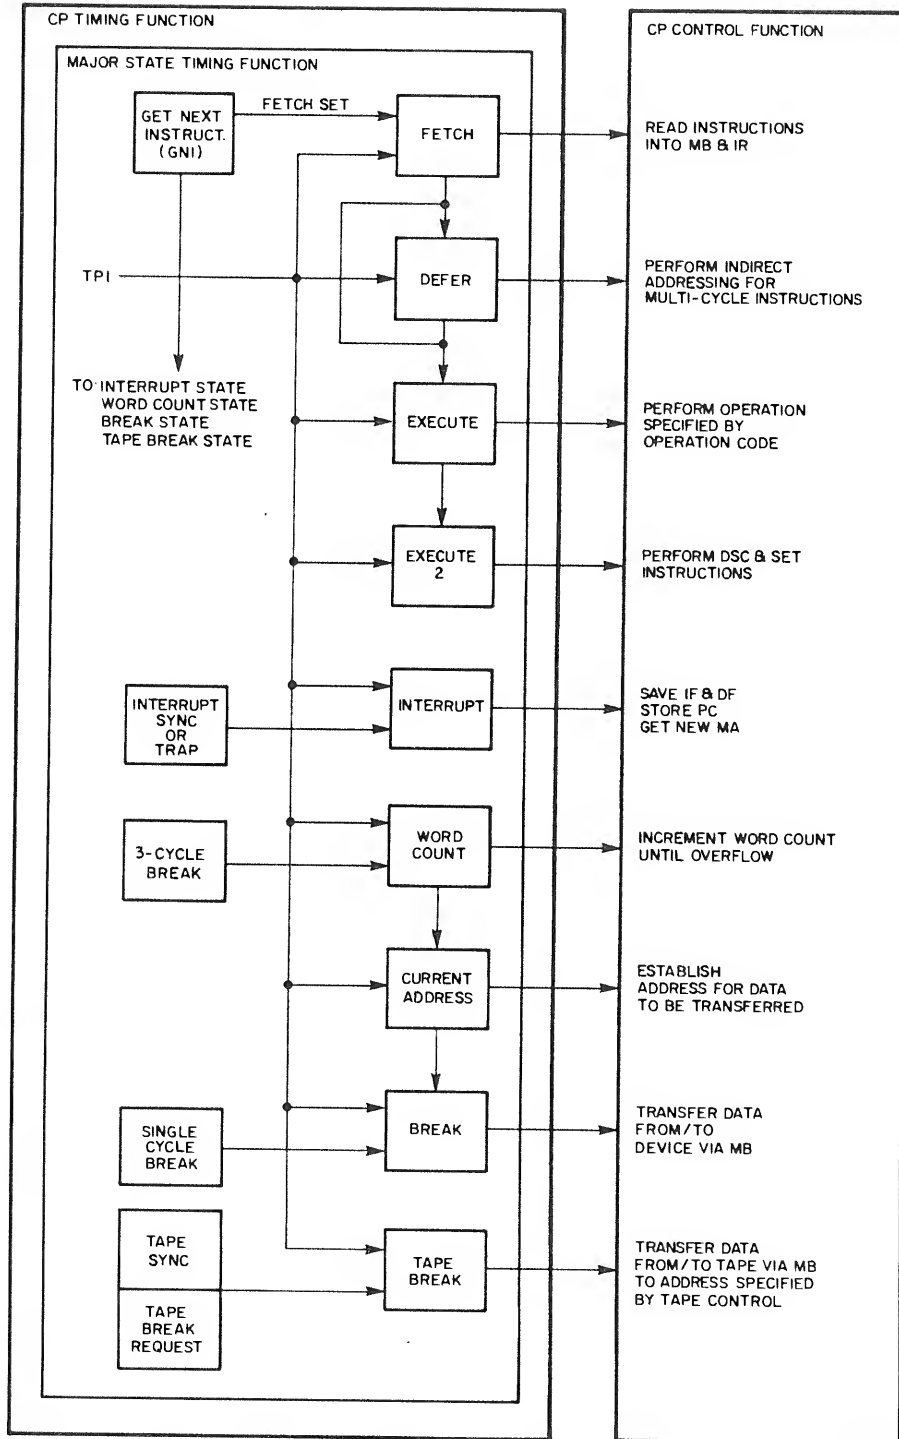 CP TIMING FUNCTION
CP CONTROL FUNCTION
MAJOR STATE TIMING FUNCTION
GET NEXT
INSTRUCT.
(GNI)
FETCH SET
FETCH
READ INSTRUCTIONS
INTO MB & IR
TPI
DEFER
PERFORM INDIRECT
ADDRESSING FOR
MULTI-CYCLE INSTRUCTIONS
TO INTERRUPT STATE
WORD COUNT STATE
BREAK STATE
TAPE BREAK STATE
EXECUTE
PERFORM OPERATION
SPECIFIED BY
OPERATION CODE
EXECUTE
2
PERFORM DSC & SET
INSTRUCTIONS
INTERRUPT
SYNC
OR
TRAP
INTERRUPT
SAVE IF & DF
STORE PC
GET NEW MA
3-CYCLE
BREAK
WORD
COUNT
INCREMENT WORD COUNT
UNTIL OVERFLOW
CURRENT
ADDRESS
ESTABLISH
ADDRESS FOR DATA
TO BE TRANSFERRED
SINGLE
CYCLE
BREAK
BREAK
TRANSFER DATA
FROM/TO
DEVICE VIA MB
TAPE
SYNC
TAPE
BREAK
REQUEST
TAPE
BREAK
TRANSFER DATA
FROM/TO TAPE VIA MB
TO ADDRESS SPECIFIED
BY TAPE CONTROL